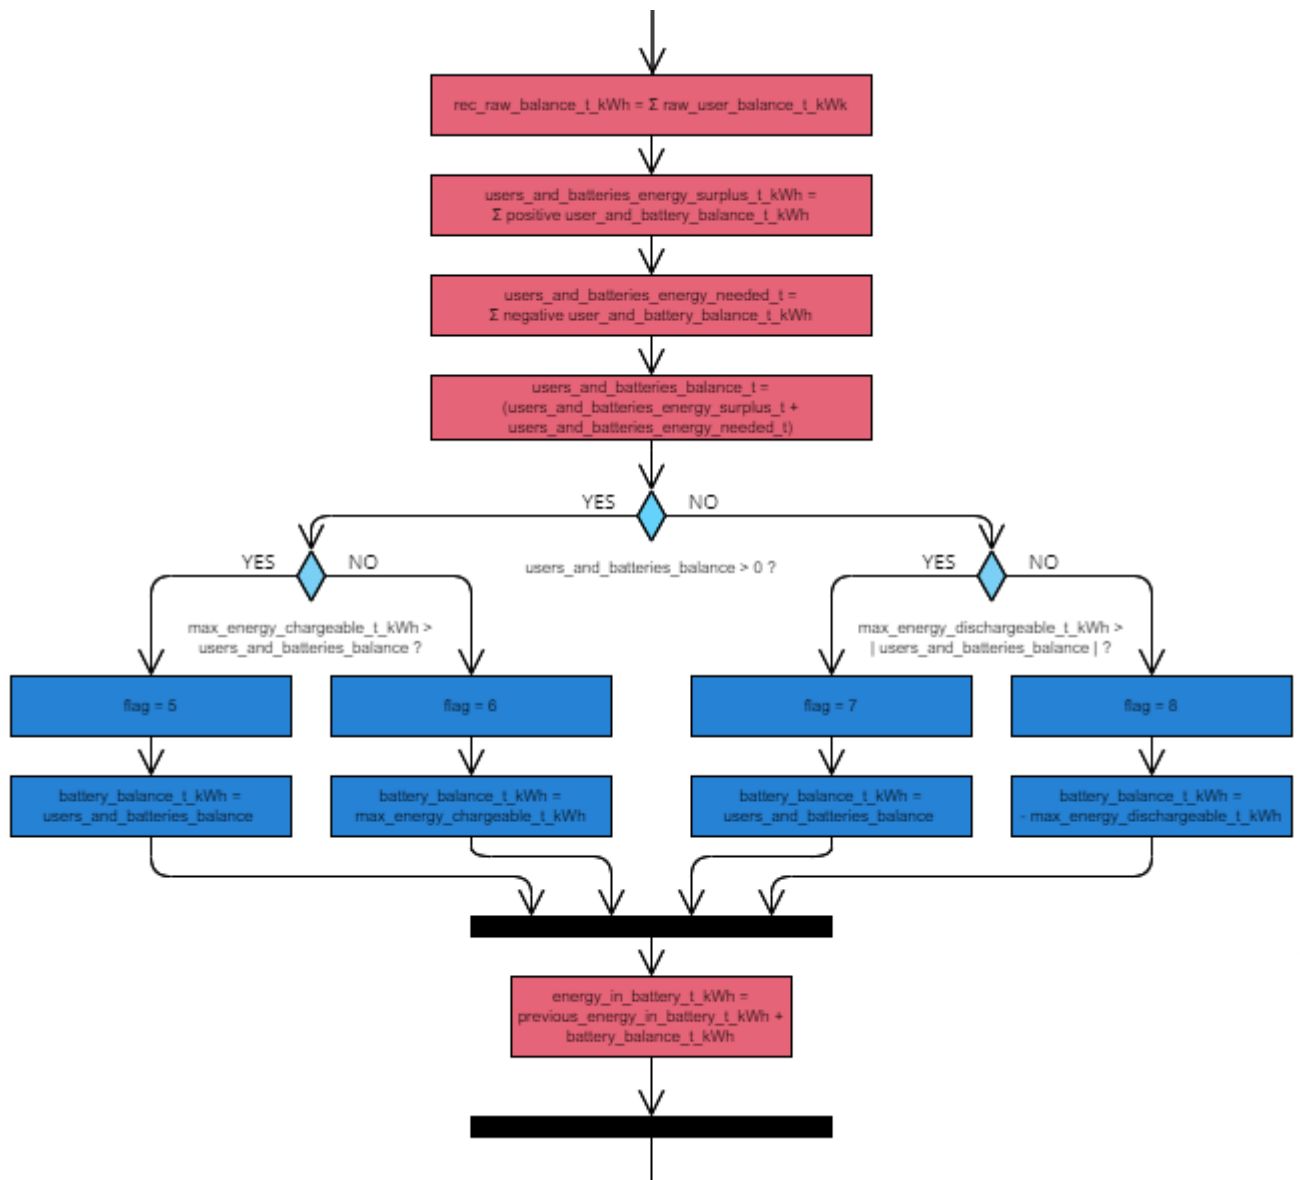 rec_raw_balance_t_kWh = Σ raw_user_balance_t_kWk
users_and_batteries_energy_surplus_t_kWh =
Σ positive user_and_battery_balance_t_kWh
users_and_batteries_energy_needed_t =
Σ negative user_and_battery_balance_t_kWh
users_and_batteries_balance_t =
(users_and_batteries_energy_surplus_t +
users_and_batteries_energy_needed_t)
YES
NO
users_and_batteries_balance > 0 ?
YES
NO
max_energy_chargeable_t_kWh >
users_and_batteries_balance ?
YES
NO
max_energy_dischargeable_t_kWh >
| users_and_batteries_balance | ?
flag = 5
flag = 6
flag = 7
flag = 8
battery_balance_t_kWh =
users_and_batteries_balance
battery_balance_t_kWh =
max_energy_chargeable_t_kWh
battery_balance_t_kWh =
users_and_batteries_balance
battery_balance_t_kWh =
- max_energy_dischargeable_t_kWh
energy_in_battery_t_kWh =
previous_energy_in_battery_t_kWh +
battery_balance_t_kWh